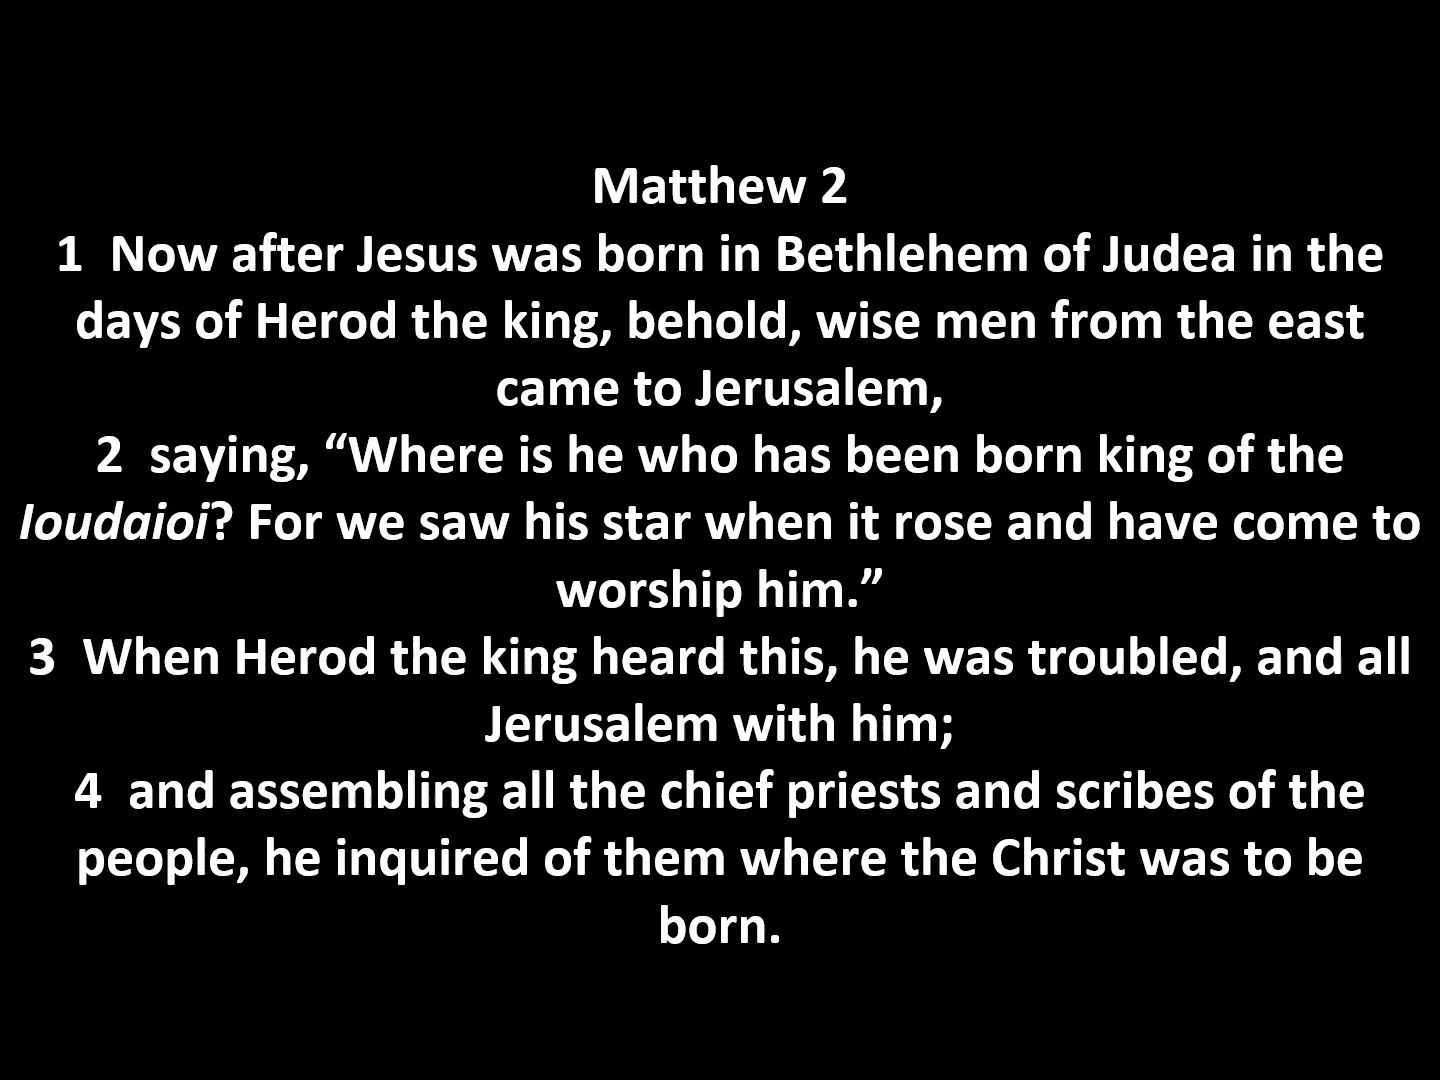 Matthew 2
1  Now after Jesus was born in Bethlehem of Judea in the
days of Herod the king, behold, wise men from the east
came to Jerusalem,
2  saying, “Where is he who has been born king of the
Ioudaioi? For we saw his star when it rose and have come to
worship him.”
3  When Herod the king heard this, he was troubled, and all
Jerusalem with him;
4  and assembling all the chief priests and scribes of the
people, he inquired of them where the Christ was to be
born.